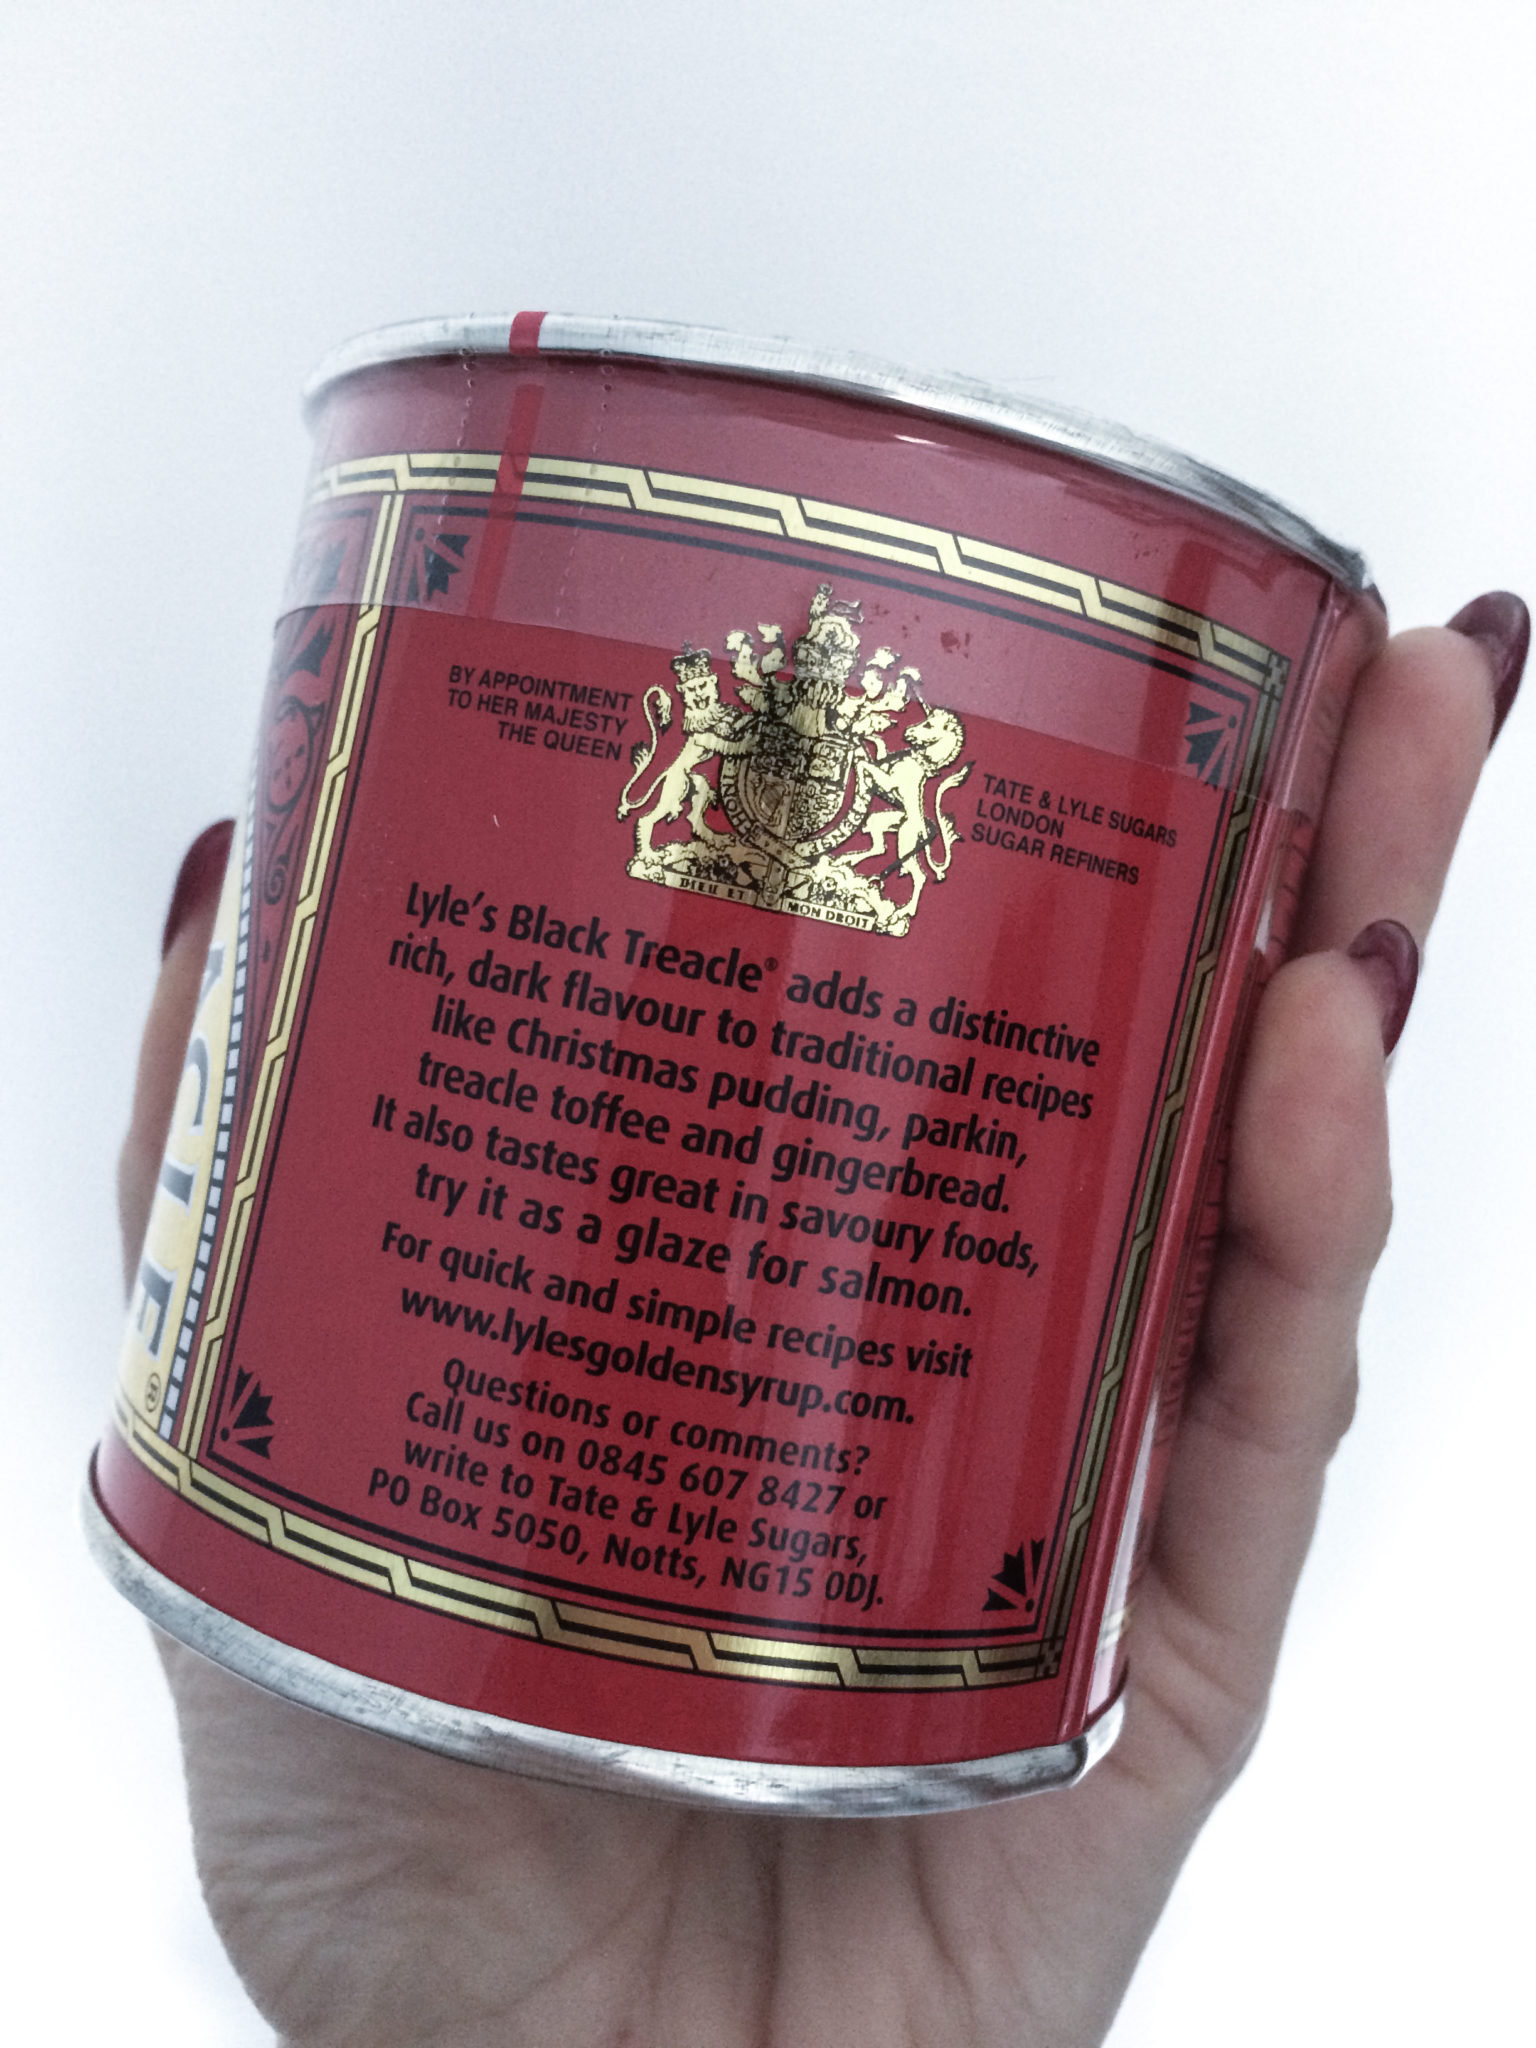 BY APPOINTMENT
TO HER MAJESTY
THE QUEEN
TATE & LYLE SUGARS
LONDON
SUGAR REFINERS
DIEU ET MON DROIT
Lyle's Black Treacle® adds a distinctive
rich, dark flavour to traditional recipes
like Christmas pudding, parkin,
treacle toffee and gingerbread.
It also tastes great in savoury foods,
try it as a glaze for salmon.
For quick and simple recipes visit
www.lylesgoldensyrup.com.
Questions or comments?
Call us on 0845 607 8427 or
write to Tate & Lyle Sugars,
PO Box 5050, Notts, NG15 0DJ.
CLE®